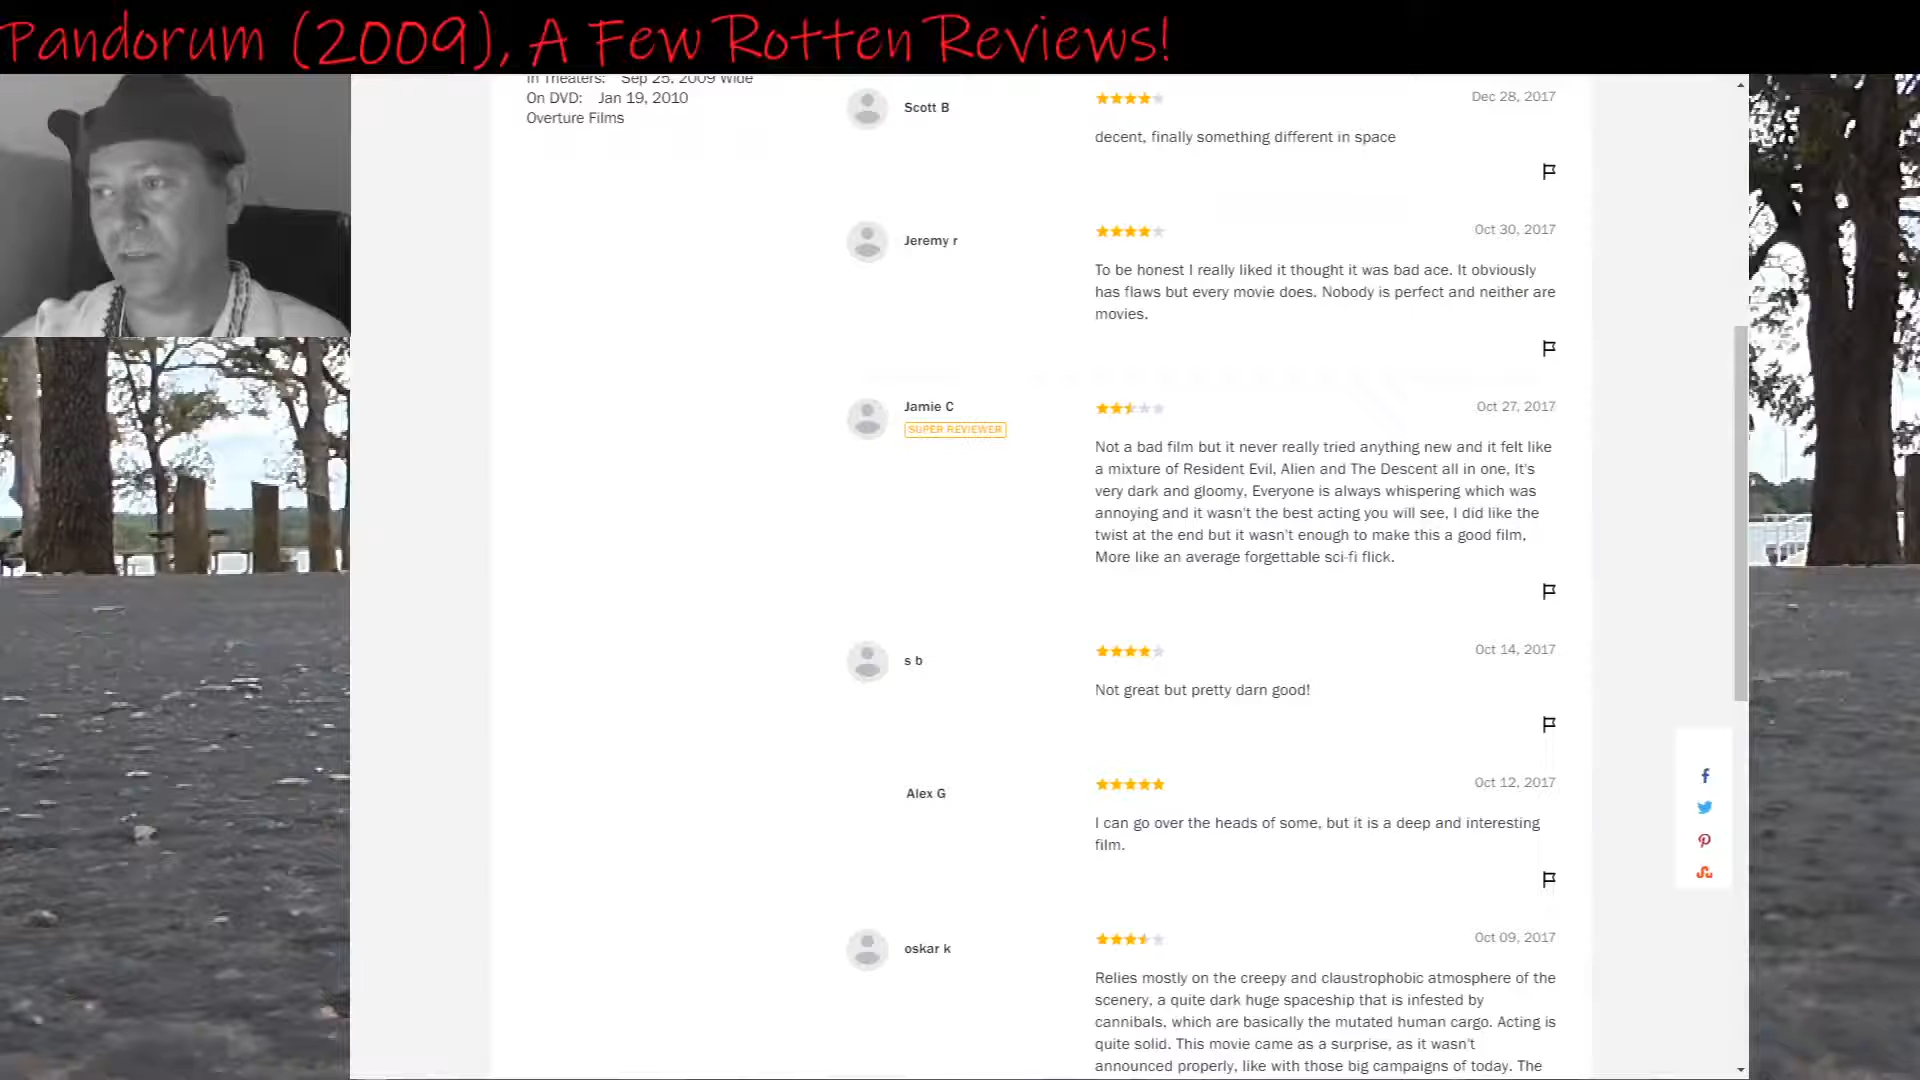 Pandorum (2009), A Few Rotten Reviews!
In Theaters: Sep 25, 2009 Wide
On DVD: Jan 19, 2010
Overture Films
Scott B
Dec 28, 2017
decent, finally something different in space
Jeremy r
Oct 30, 2017
To be honest I really liked it thought it was bad ace. It obviously
has flaws but every movie does. Nobody is perfect and neither are
movies.
Jamie C
SUPER REVIEWER
Oct 27, 2017
Not a bad film but it never really tried anything new and it felt like
a mixture of Resident Evil, Alien and The Descent all in one, It's
very dark and gloomy, Everyone is always whispering which was
annoying and it wasn't the best acting you will see, I did like the
twist at the end but it wasn't enough to make this a good film,
More like an average forgettable sci-fi flick.
s b
Oct 14, 2017
Not great but pretty darn good!
Alex G
Oct 12, 2017
I can go over the heads of some, but it is a deep and interesting
film.
oskar k
Oct 09, 2017
Relies mostly on the creepy and claustrophobic atmosphere of the
scenery, a quite dark huge spaceship that is infested by
cannibals, which are basically the mutated human cargo. Acting is
quite solid. This movie came as a surprise, as it wasn't
announced properly, like with those big campaigns of today. The